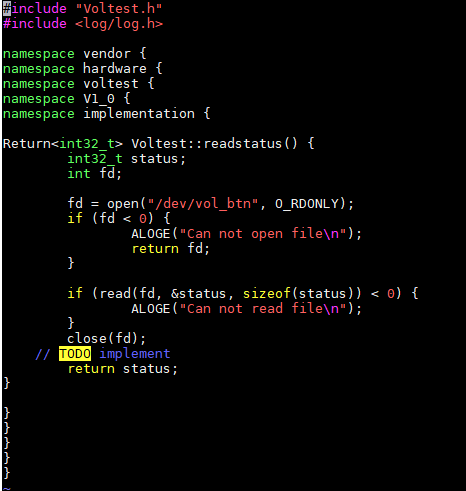 #include "Voltest.h"
#include <log/log.h>

namespace vendor {
namespace hardware {
namespace voltest {
namespace V1_0 {
namespace implementation {

Return<int32_t> Voltest::readstatus() {
        int32_t status;
        int fd;

        fd = open("/dev/vol_btn", O_RDONLY);
        if (fd < 0) {
                ALOGE("Can not open file\n");
                return fd;
        }

        if (read(fd, &status, sizeof(status)) < 0) {
                ALOGE("Can not read file\n");
        }
        close(fd);
    // TODO implement
        return status;
}

}
}
}
}
}
~